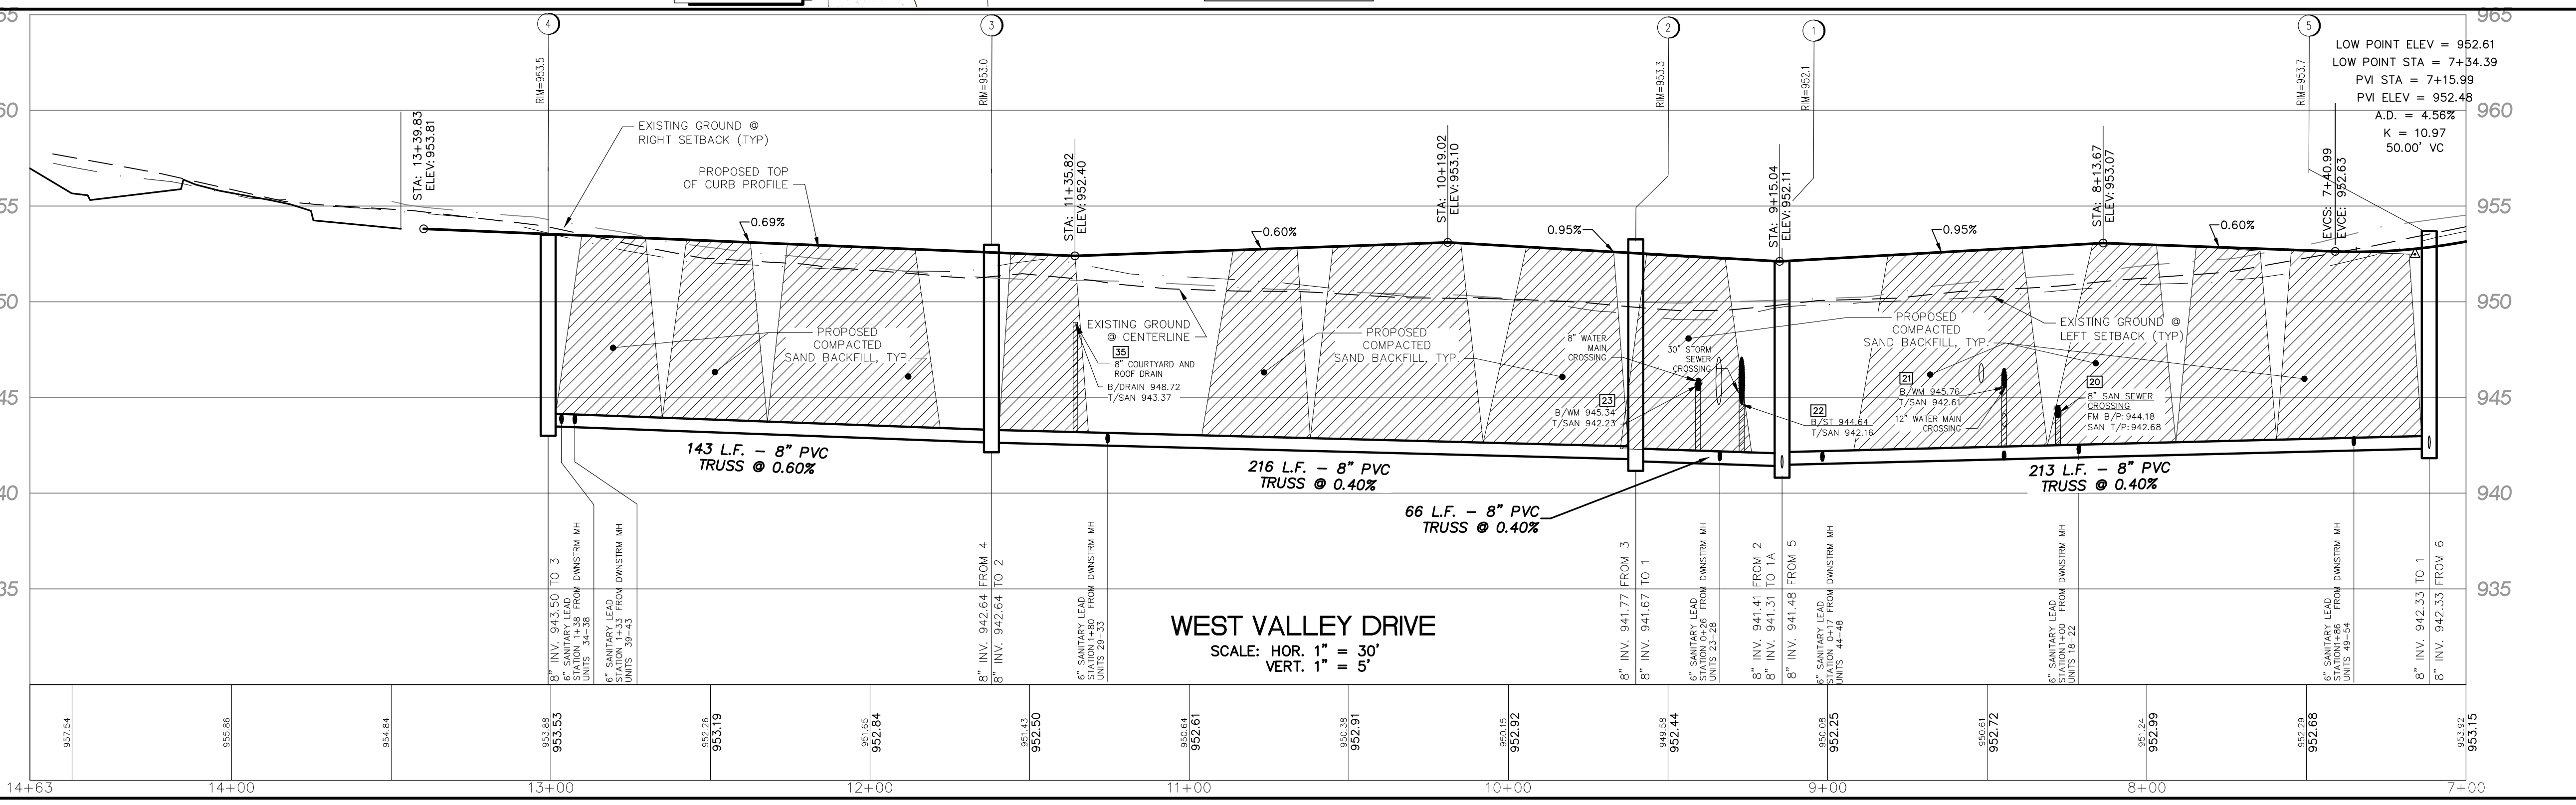 4
3
2
1
5
965
960
955
950
945
940
935
RIM=953.5
RIM=953.0
RIM=953.3
RIM=952.1
RIM=953.7
LOW POINT ELEV = 952.61
LOW POINT STA = 7+34.39
PVI STA = 7+15.99
PVI ELEV = 952.48
A.D. = 4.56%
K = 10.97
50.00' VC
STA: 13+39.83
ELEV: 953.81
EXISTING GROUND @
RIGHT SETBACK (TYP)
PROPOSED TOP
OF CURB PROFILE
0.69%
STA: 11+35.82
ELEV: 952.40
0.60%
STA: 10+19.02
ELEV: 953.10
0.95%
STA: 9+15.04
ELEV: 952.11
0.95%
STA: 8+13.67
ELEV: 953.07
0.60%
EVCS: 7+40.99
EVCE: 952.63
PROPOSED
COMPACTED
SAND BACKFILL, TYP.
EXISTING GROUND
@ CENTERLINE
35
8" COURTYARD AND
ROOF DRAIN
B/DRAIN 948.72
T/SAN 943.37
PROPOSED
COMPACTED
SAND BACKFILL, TYP.
8" WATER
MAIN
CROSSING
23
B/WM 945.34
T/SAN 942.23
30" STORM
SEWER
CROSSING
22
B/ST 944.64
T/SAN 942.16
PROPOSED
COMPACTED
SAND BACKFILL, TYP.
21
B/WM 945.76
T/SAN 942.61
12" WATER MAIN
CROSSING
EXISTING GROUND @
LEFT SETBACK (TYP)
20
8" SAN SEWER
CROSSING
FM B/P: 944.18
SAN T/P: 942.68
143 L.F. – 8" PVC
TRUSS @ 0.60%
216 L.F. – 8" PVC
TRUSS @ 0.40%
66 L.F. – 8" PVC
TRUSS @ 0.40%
213 L.F. – 8" PVC
TRUSS @ 0.40%
8" INV. 943.50 TO 3
6" SANITARY LEAD
STATION 1+38 FROM DWNSTRM MH
UNITS 34-38
6" SANITARY LEAD
STATION 1+33 FROM DWNSTRM MH
UNITS 39-43
8" INV. 942.64 FROM 4
8" INV. 942.64 TO 2
6" SANITARY LEAD
STATION 1+80 FROM DWNSTRM MH
UNITS 29-33
8" INV. 941.77 FROM 3
8" INV. 941.67 TO 1
6" SANITARY LEAD
STATION 0+26 FROM DWNSTRM MH
UNITS 23-28
8" INV. 941.41 FROM 2
8" INV. 941.31 TO 1A
8" INV. 941.48 FROM 5
6" SANITARY LEAD
STATION 0+17 FROM DWNSTRM MH
UNITS 44-48
6" SANITARY LEAD
STATION 1+00 FROM DWNSTRM MH
UNITS 18-22
6" SANITARY LEAD
STATION 1+86 FROM DWNSTRM MH
UNITS 49-54
8" INV. 942.33 TO 1
8" INV. 942.33 FROM 6
WEST VALLEY DRIVE
SCALE: HOR. 1" = 30'
VERT. 1" = 5'
957.54
955.86
954.84
953.88
953.53
952.26
953.19
951.65
952.84
951.43
952.50
950.64
952.61
950.38
952.91
950.15
952.92
949.58
952.44
950.08
952.25
950.61
952.72
951.24
952.99
952.29
952.68
953.92
953.15
14+63
14+00
13+00
12+00
11+00
10+00
9+00
8+00
7+00